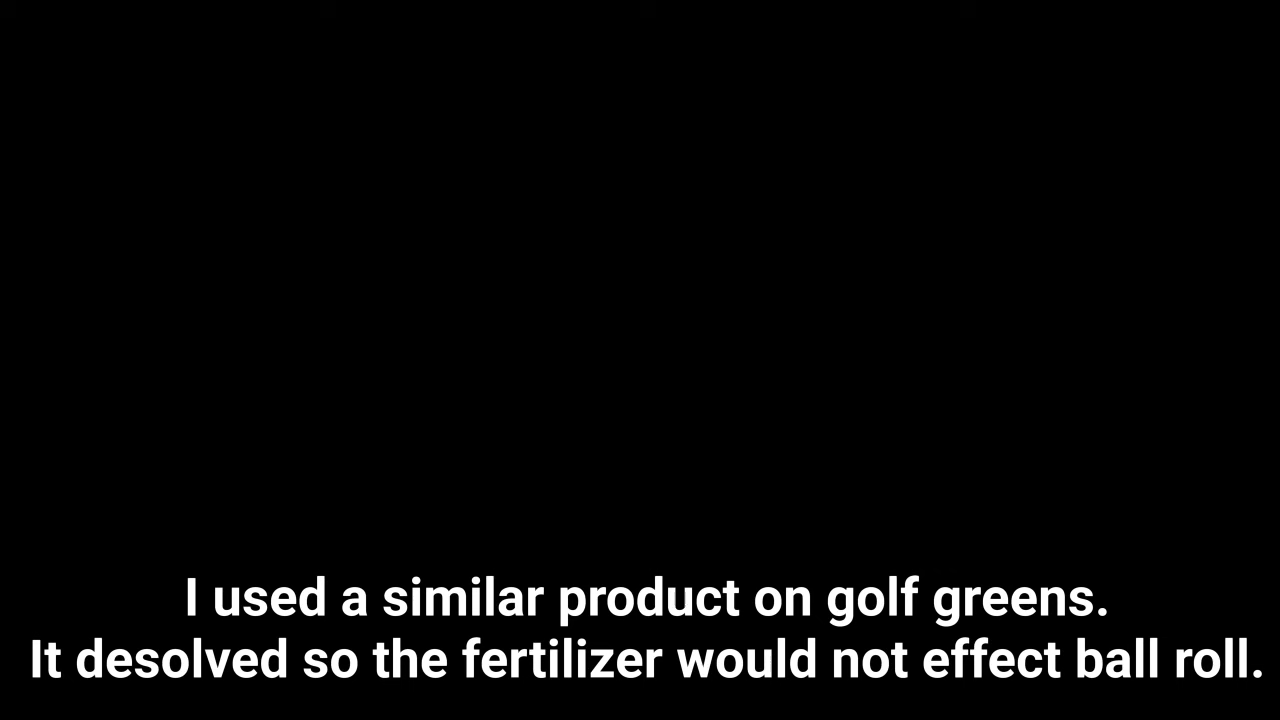 I used a similar product on golf greens.
It desolved so the fertilizer would not effect ball roll.